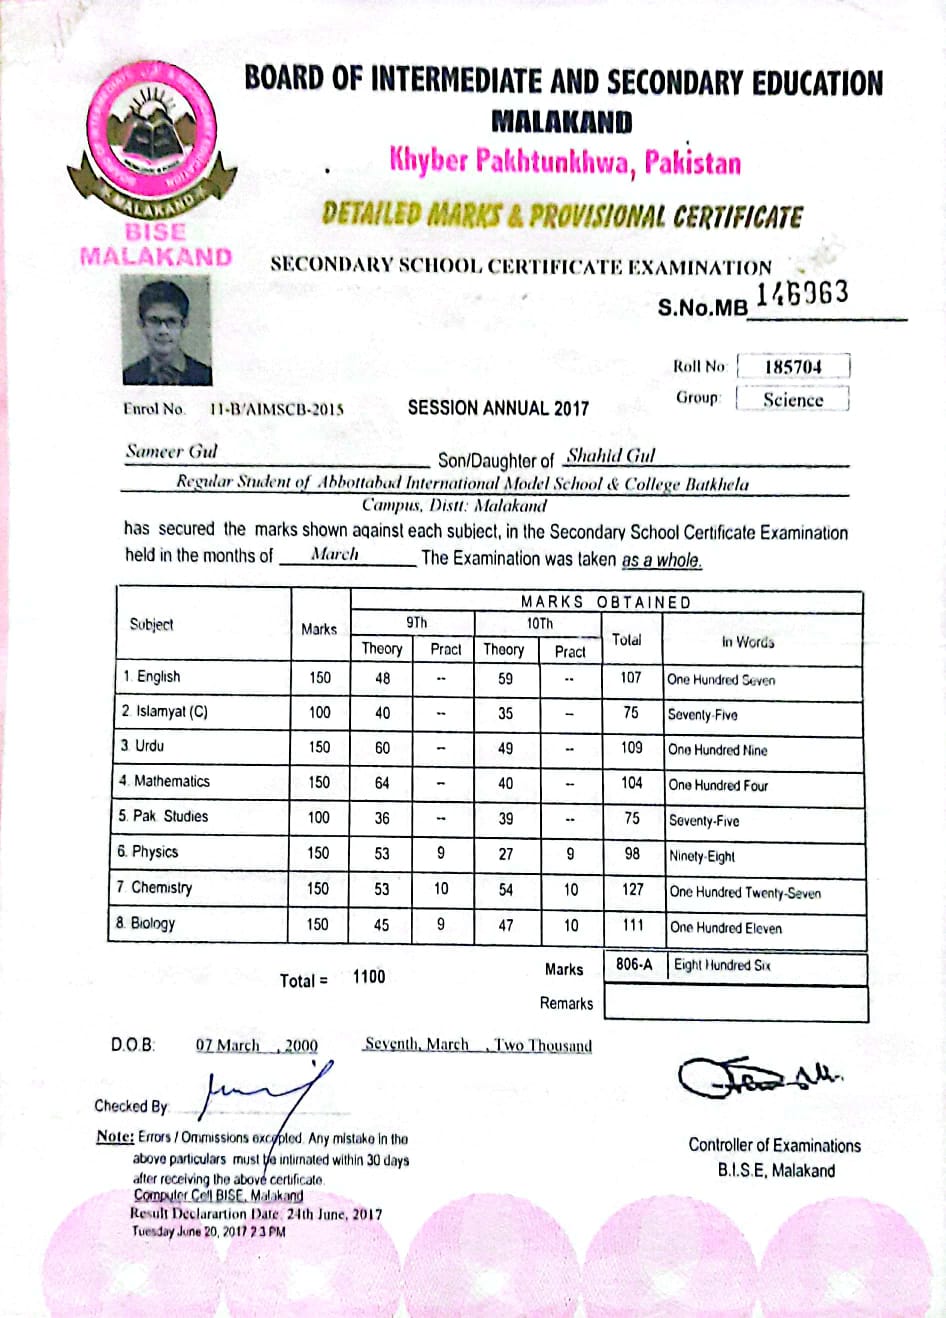 BOARD OF INTERMEDIATE AND SECONDARY EDUCATION
MALAKAND
Khyber Pakhtunkhwa, Pakistan
DETAILED MARKS & PROVISIONAL CERTIFICATE
MALAKAND
BISE
MALAKAND
SECONDARY SCHOOL CERTIFICATE EXAMINATION
S.No.MB 146963
Roll No: 185704
Group: Science
Enrol No. 11-B/AIMSCB-2015 SESSION ANNUAL 2017
Sameer Gul Son/Daughter of Shahid Gul
Regular Student of Abbottabad International Model School & College Batkhela
Campus, Distt: Malakand
has secured the marks shown against each subject, in the Secondary School Certificate Examination
held in the months of March The Examination was taken as a whole.
Subject Marks MARKS OBTAINED
9Th 10Th Total In Words
Theory Pract Theory Pract
1. English 150 48 -- 59 -- 107 One Hundred Seven
2. Islamyat (C) 100 40 -- 35 -- 75 Seventy-Five
3 Urdu 150 60 -- 49 -- 109 One Hundred Nine
4. Mathematics 150 64 -- 40 -- 104 One Hundred Four
5. Pak Studies 100 36 -- 39 -- 75 Seventy-Five
6. Physics 150 53 9 27 9 98 Ninety-Eight
7 Chemistry 150 53 10 54 10 127 One Hundred Twenty-Seven
8. Biology 150 45 9 47 10 111 One Hundred Eleven
Total = 1100 Marks 806-A Eight Hundred Six
Remarks
D.O.B: 07 March , 2000 Seventh, March , Two Thousand
Checked By:
Note: Errors / Ommissions excepted. Any mistake in the
above particulars must be intimated within 30 days
after receiving the above certificate.
Computer Cell BISE, Malakand
Result Declarartion Date: 24th June, 2017
Tuesday June 20, 2017 2 3 PM
Controller of Examinations
B.I.S.E, Malakand